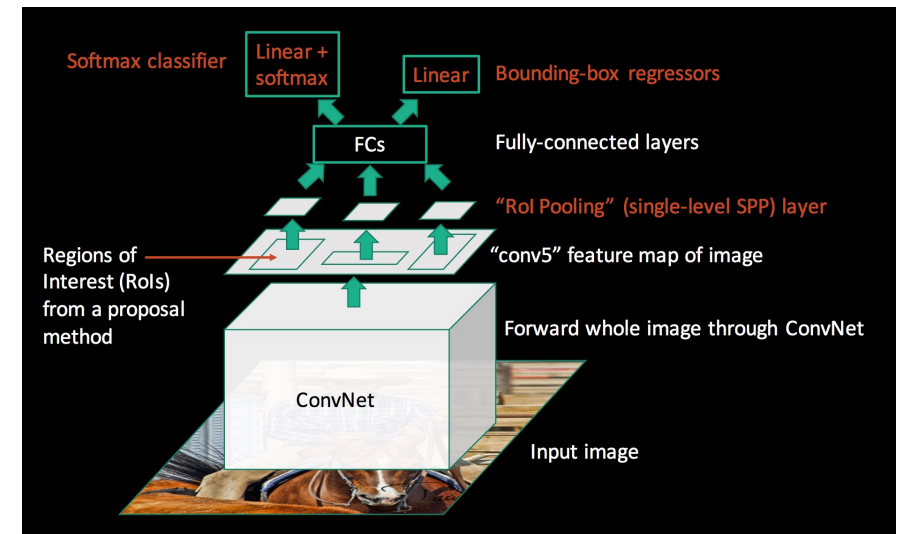 Softmax classifier
Linear +
softmax
Linear
Bounding-box regressors
FCs
Fully-connected layers
“RoI Pooling” (single-level SPP) layer
Regions of
Interest (RoIs)
from a proposal
method
“conv5” feature map of image
Forward whole image through ConvNet
ConvNet
Input image